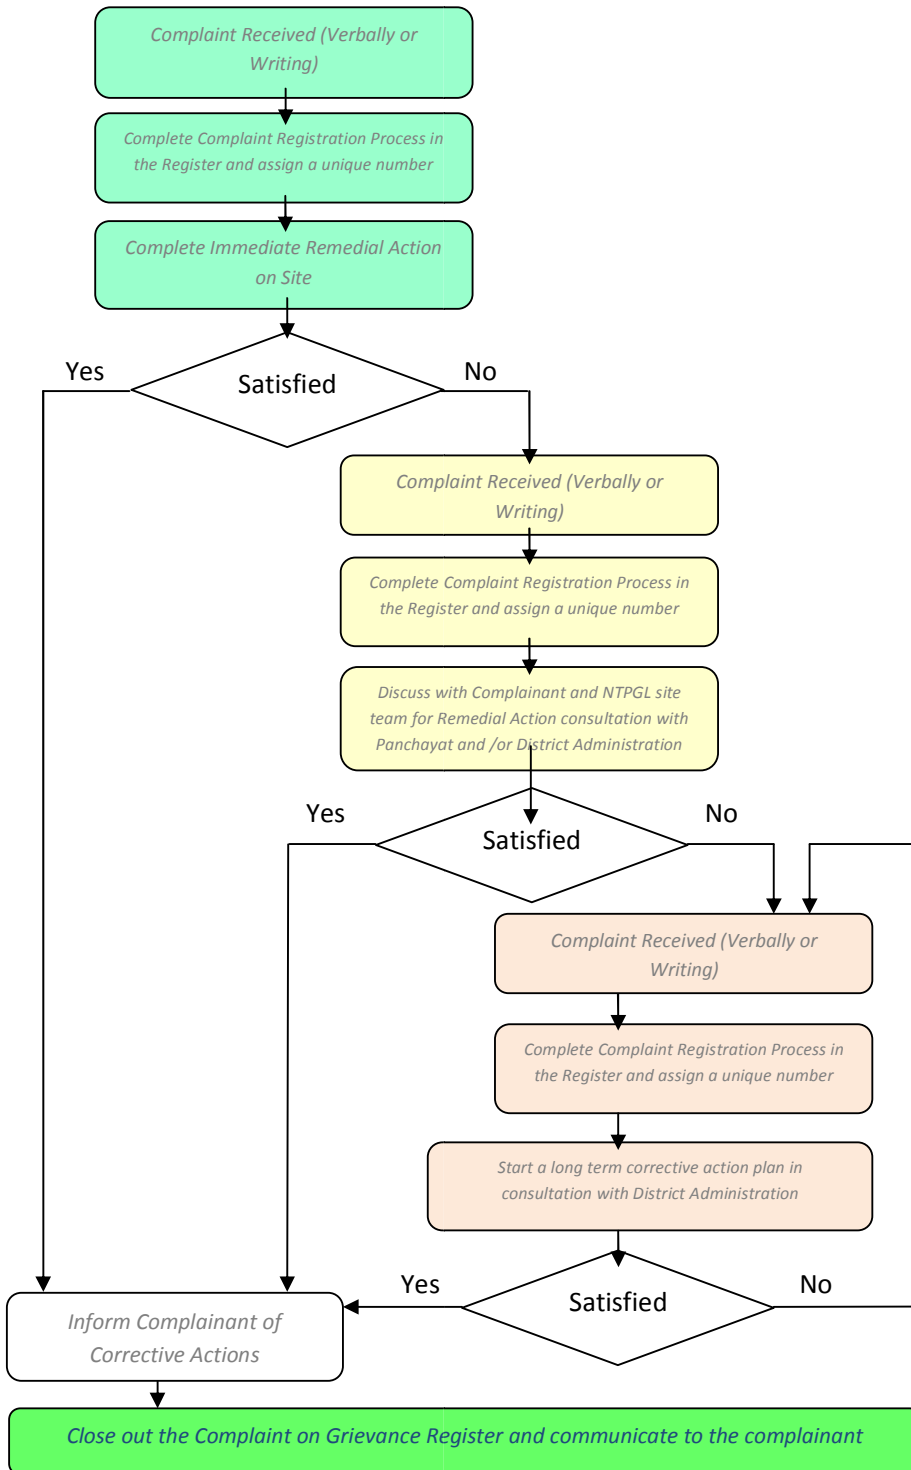 Complaint Received (Verbally or
Writing)
Complete Complaint Registration Process in
the Register and assign a unique number
Complete Immediate Remedial Action
on Site
Yes
No
Satisfied
Complaint Received (Verbally or
Writing)
Complete Complaint Registration Process in
the Register and assign a unique number
Discuss with Complainant and NTPGL site
team for Remedial Action consultation with
Panchayat and /or District Administration
Yes
No
Satisfied
Complaint Received (Verbally or
Writing)
Complete Complaint Registration Process in
the Register and assign a unique number
Start a long term corrective action plan in
consultation with District Administration
Yes
No
Satisfied
Inform Complainant of
Corrective Actions
Close out the Complaint on Grievance Register and communicate to the complainant